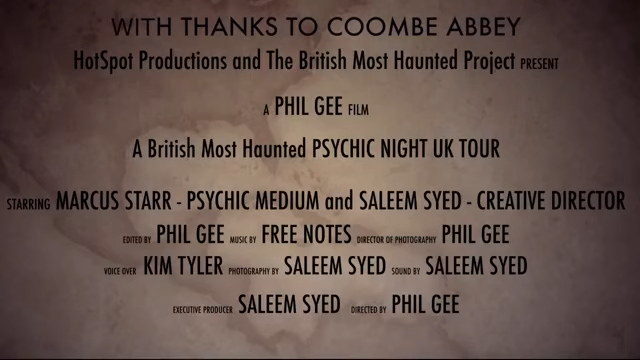 WITH THANKS TO COOMBE ABBEY
HotSpot Productions and The British Most Haunted Project PRESENT
A PHIL GEE FILM
A British Most Haunted PSYCHIC NIGHT UK TOUR
STARRING MARCUS STARR - PSYCHIC MEDIUM and SALEEM SYED - CREATIVE DIRECTOR
EDITED BY PHIL GEE MUSIC BY FREE NOTES DIRECTOR OF PHOTOGRAPHY PHIL GEE
VOICE OVER KIM TYLER PHOTOGRAPHY BY SALEEM SYED SOUND BY SALEEM SYED
EXECUTIVE PRODUCER SALEEM SYED DIRECTED BY PHIL GEE